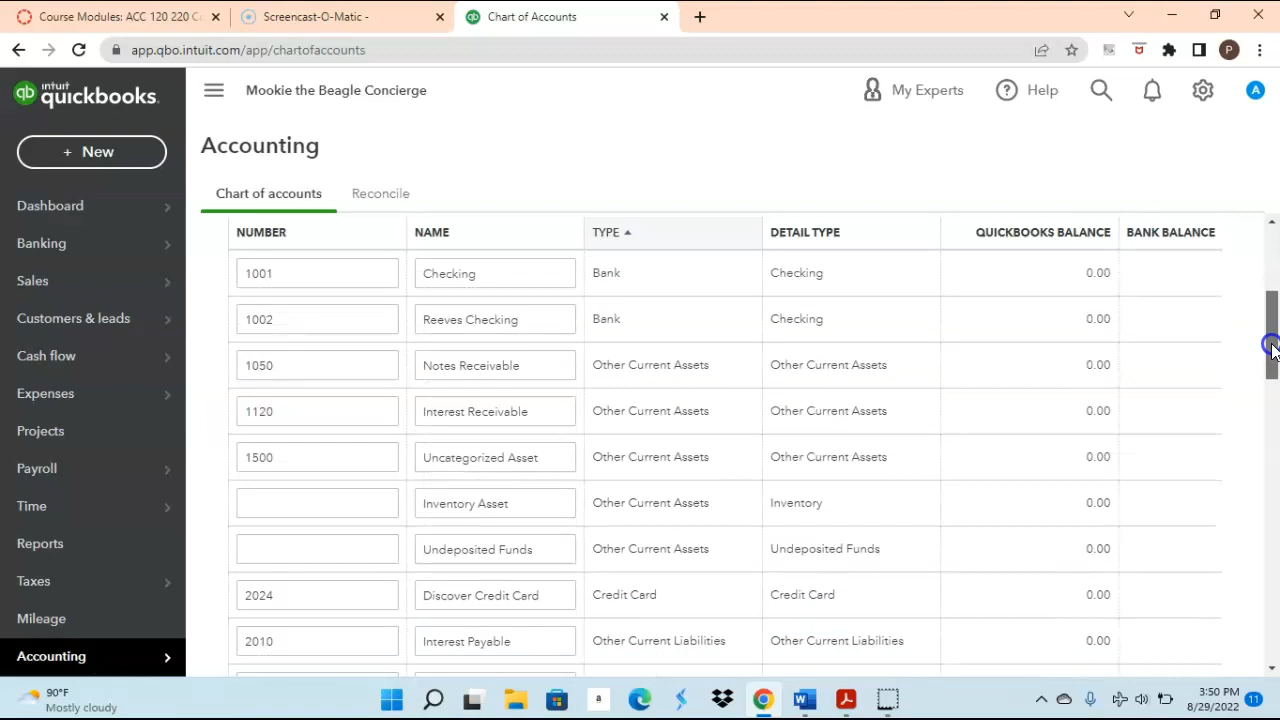 Course Modules: ACC 120 220 Co
Screencast-O-Matic -
Chart of Accounts
app.qbo.intuit.com/app/chartofaccounts
P
qb intuit quickbooks.
Mookie the Beagle Concierge
My Experts
Help
A
+ New
Accounting
Chart of accounts
Reconcile
Dashboard
Banking
Sales
Customers & leads
Cash flow
Expenses
Projects
Payroll
Time
Reports
Taxes
Mileage
Accounting
NUMBER NAME TYPE DETAIL TYPE QUICKBOOKS BALANCE BANK BALANCE
1001 Checking Bank Checking 0.00
1002 Reeves Checking Bank Checking 0.00
1050 Notes Receivable Other Current Assets Other Current Assets 0.00
1120 Interest Receivable Other Current Assets Other Current Assets 0.00
1500 Uncategorized Asset Other Current Assets Other Current Assets 0.00
Inventory Asset Other Current Assets Inventory 0.00
Undeposited Funds Other Current Assets Undeposited Funds 0.00
2024 Discover Credit Card Credit Card Credit Card 0.00
2010 Interest Payable Other Current Liabilities Other Current Liabilities 0.00
90°F
Mostly cloudy
a
3:50 PM
8/29/2022
11